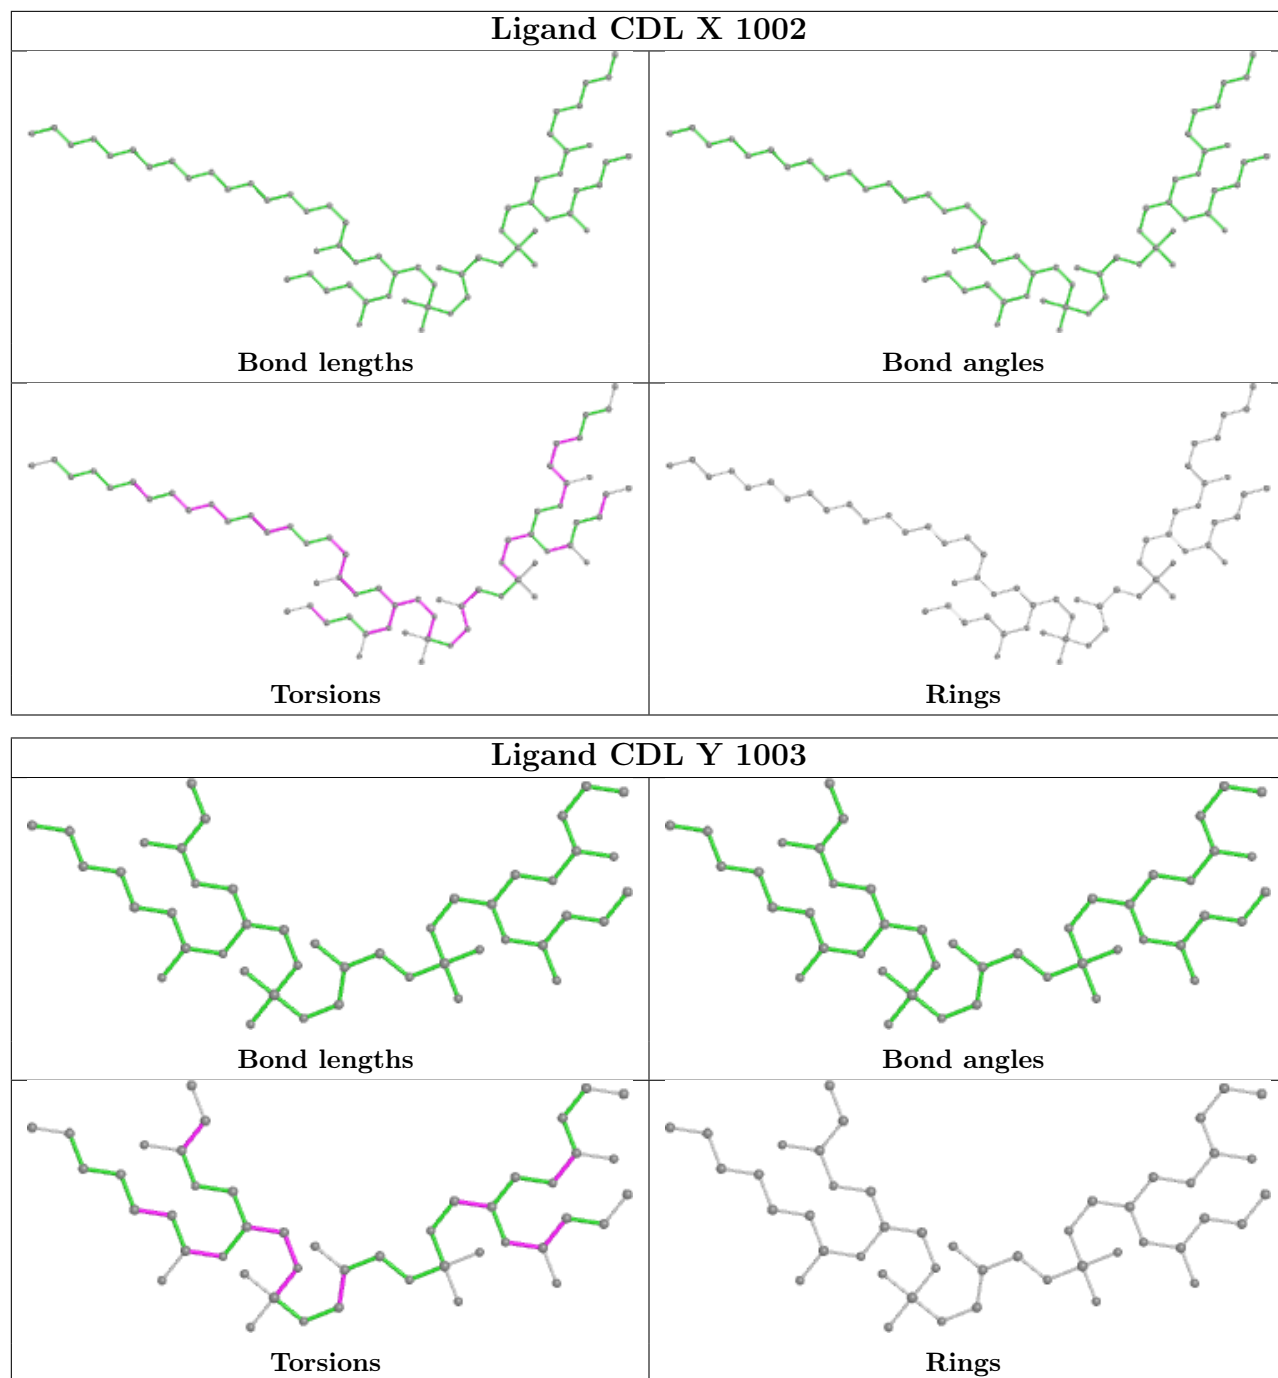 Ligand CDL X 1002
Bond lengths
Bond angles
Torsions
Rings
Ligand CDL Y 1003
Bond lengths
Bond angles
Torsions
Rings